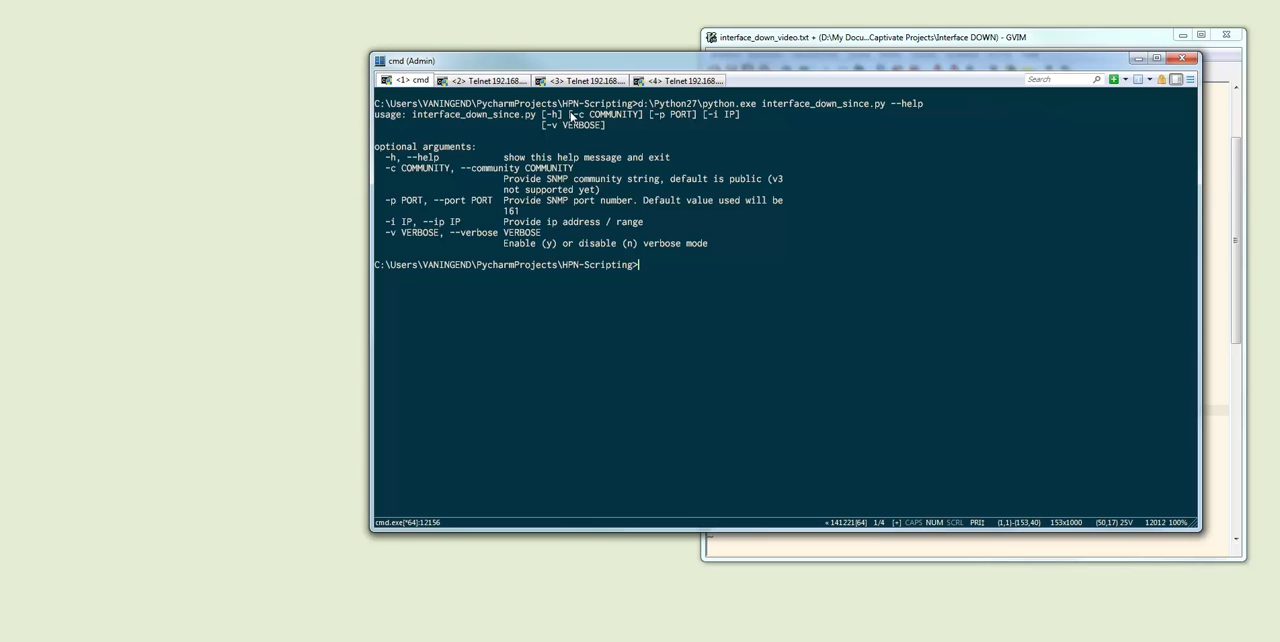 interface_down_video.txt + (D:\My Docu...Captivate Projects\Interface DOWN) - GVIM
cmd (Admin)
<1> cmd <2> Telnet 192.168.... <3> Telnet 192.168.... <4> Telnet 192.168.... Search
C:\Users\VANINGEND\PycharmProjects\HPN-Scripting>d:\Python27\python.exe interface_down_since.py --help
usage: interface_down_since.py [-h] [-c COMMUNITY] [-p PORT] [-i IP]
[-v VERBOSE]
optional arguments:
-h, --help show this help message and exit
-c COMMUNITY, --community COMMUNITY
Provide SNMP community string, default is public (v3
not supported yet)
-p PORT, --port PORT Provide SNMP port number. Default value used will be
161
-i IP, --ip IP Provide ip address / range
-v VERBOSE, --verbose VERBOSE
Enable (y) or disable (n) verbose mode
C:\Users\VANINGEND\PycharmProjects\HPN-Scripting>
cmd.exe[*64]:12156 « 141221[64] 1/4 [+] CAPS NUM SCRL PRI↕ (1,1)-(153,40) 153x1000 (50,17) 25V 12012 100%
~